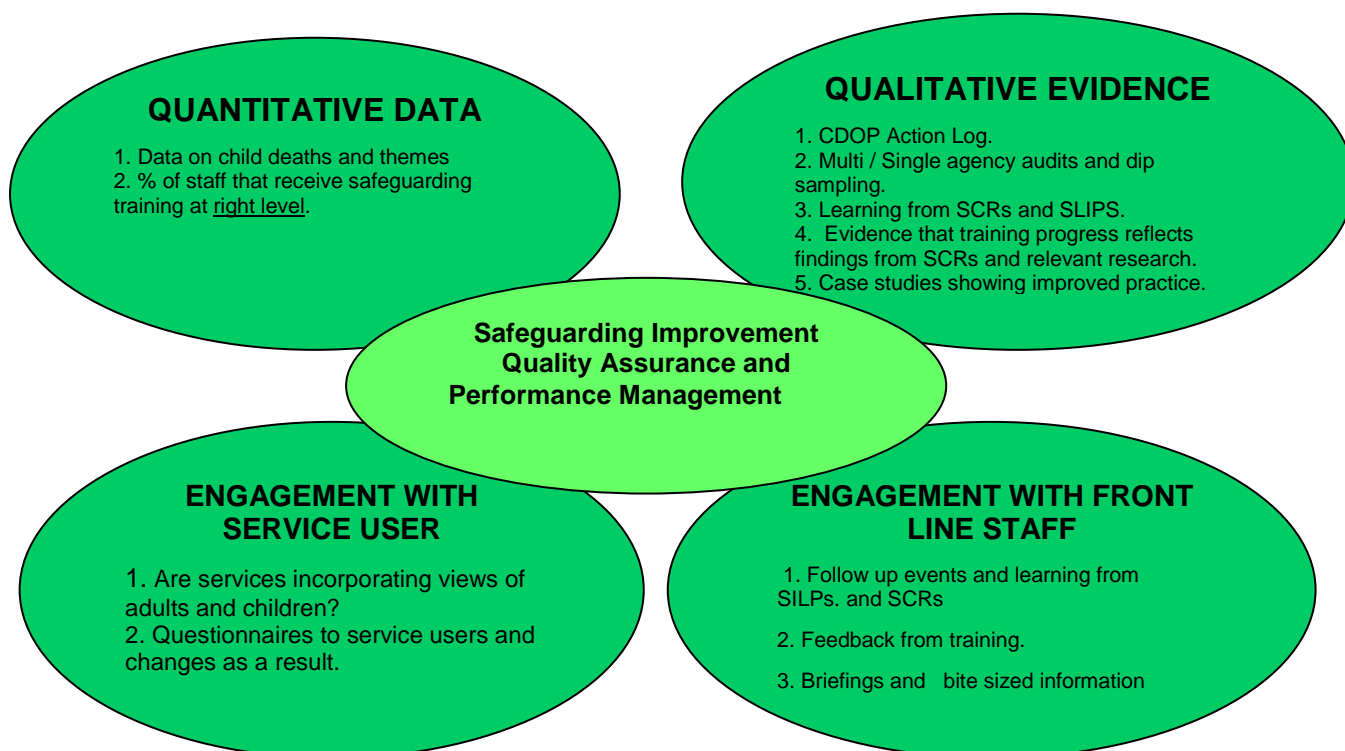 QUANTITATIVE DATA
1. Data on child deaths and themes
2. % of staff that receive safeguarding
training at right level.
QUALITATIVE EVIDENCE
1. CDOP Action Log.
2. Multi / Single agency audits and dip
sampling.
3. Learning from SCRs and SLIPS.
4. Evidence that training progress reflects
findings from SCRs and relevant research.
5. Case studies showing improved practice.
Safeguarding Improvement
Quality Assurance and
Performance Management
ENGAGEMENT WITH
SERVICE USER
1. Are services incorporating views of
adults and children?
2. Questionnaires to service users and
changes as a result.
ENGAGEMENT WITH FRONT
LINE STAFF
1. Follow up events and learning from
SILPs. and SCRs
2. Feedback from training.
3. Briefings and bite sized information